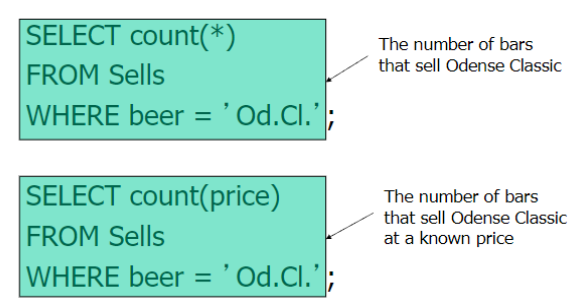 SELECT count(*)
FROM Sells
WHERE beer = ’Od.Cl.’;
The number of bars
that sell Odense Classic
SELECT count(price)
FROM Sells
WHERE beer = ’Od.Cl.’;
The number of bars
that sell Odense Classic
at a known price